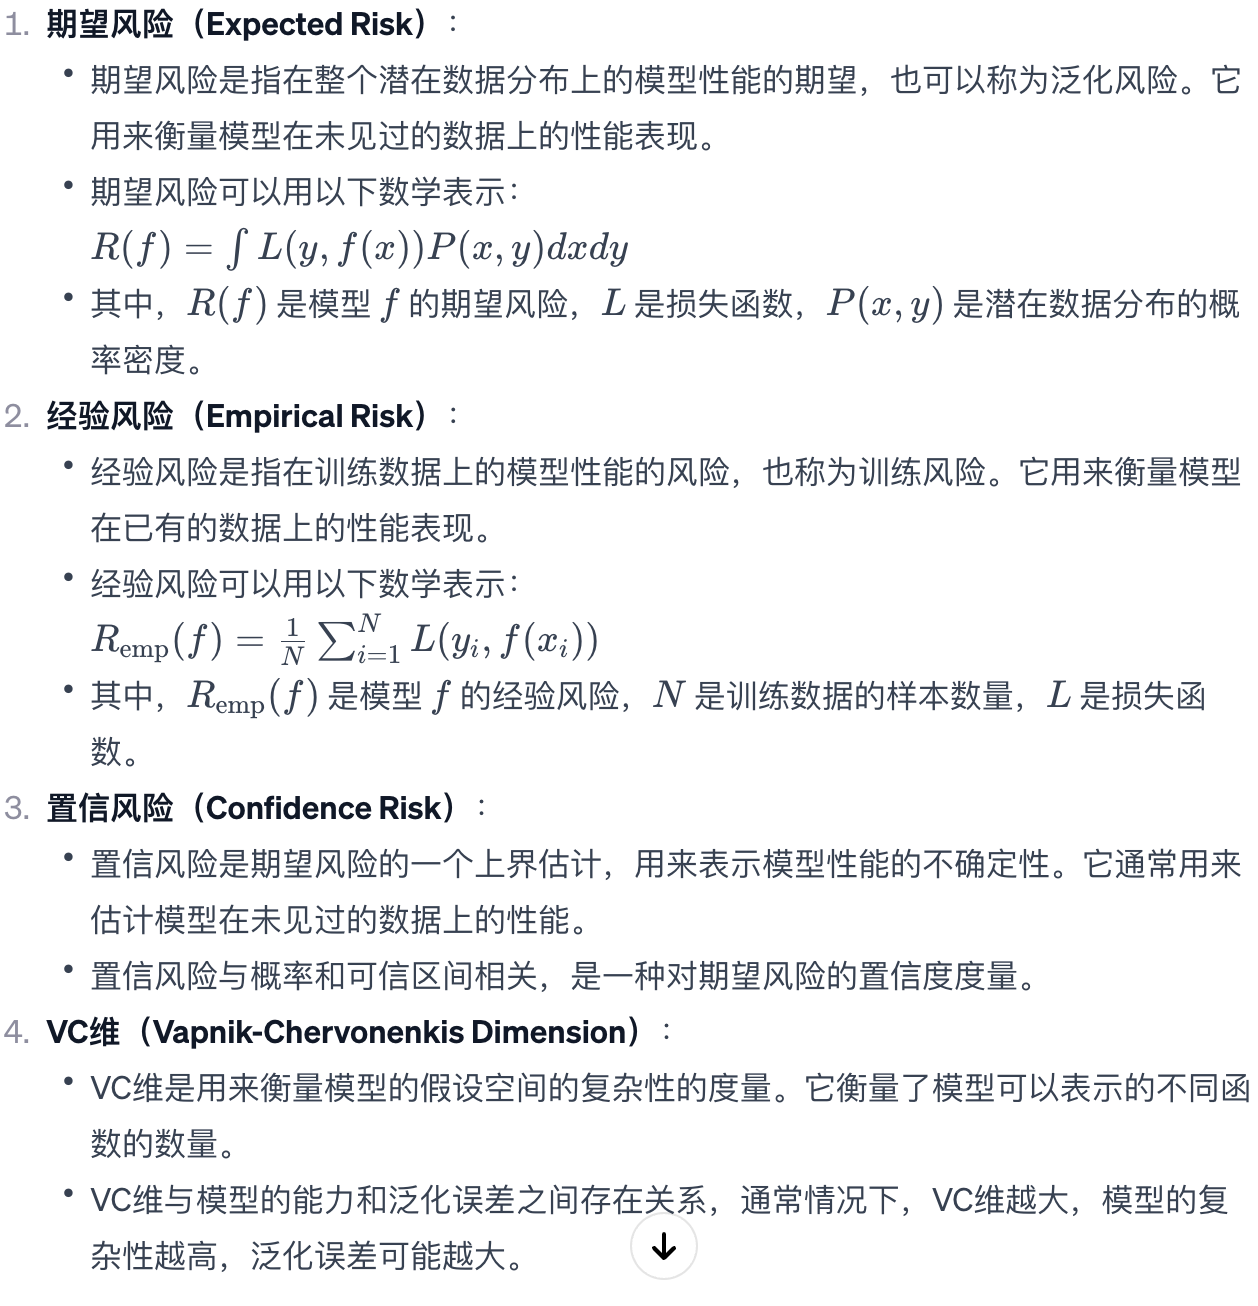 1. 期望风险（Expected Risk）：
• 期望风险是指在整个潜在数据分布上的模型性能的期望，也可以称为泛化风险。它
用来衡量模型在未见过的数据上的性能表现。
• 期望风险可以用以下数学表示：
R(f) = ∫ L(y, f(x))P(x, y)dxdy
• 其中，R(f) 是模型 f 的期望风险，L 是损失函数，P(x, y) 是潜在数据分布的概
率密度。
2. 经验风险（Empirical Risk）：
• 经验风险是指在训练数据上的模型性能的风险，也称为训练风险。它用来衡量模型
在已有的数据上的性能表现。
• 经验风险可以用以下数学表示：
R_emp(f) = 1/N ∑_{i=1}^{N} L(y_i, f(x_i))
• 其中，R_emp(f) 是模型 f 的经验风险，N 是训练数据的样本数量，L 是损失函
数。
3. 置信风险（Confidence Risk）：
• 置信风险是期望风险的一个上界估计，用来表示模型性能的不确定性。它通常用来
估计模型在未见过的数据上的性能。
• 置信风险与概率和可信区间相关，是一种对期望风险的置信度度量。
4. VC维（Vapnik-Chervonenkis Dimension）：
• VC维是用来衡量模型的假设空间的复杂性的度量。它衡量了模型可以表示的不同函
数的数量。
• VC维与模型的能力和泛化误差之间存在关系，通常情况下，VC维越大，模型的复
杂性越高，泛化误差可能越大。